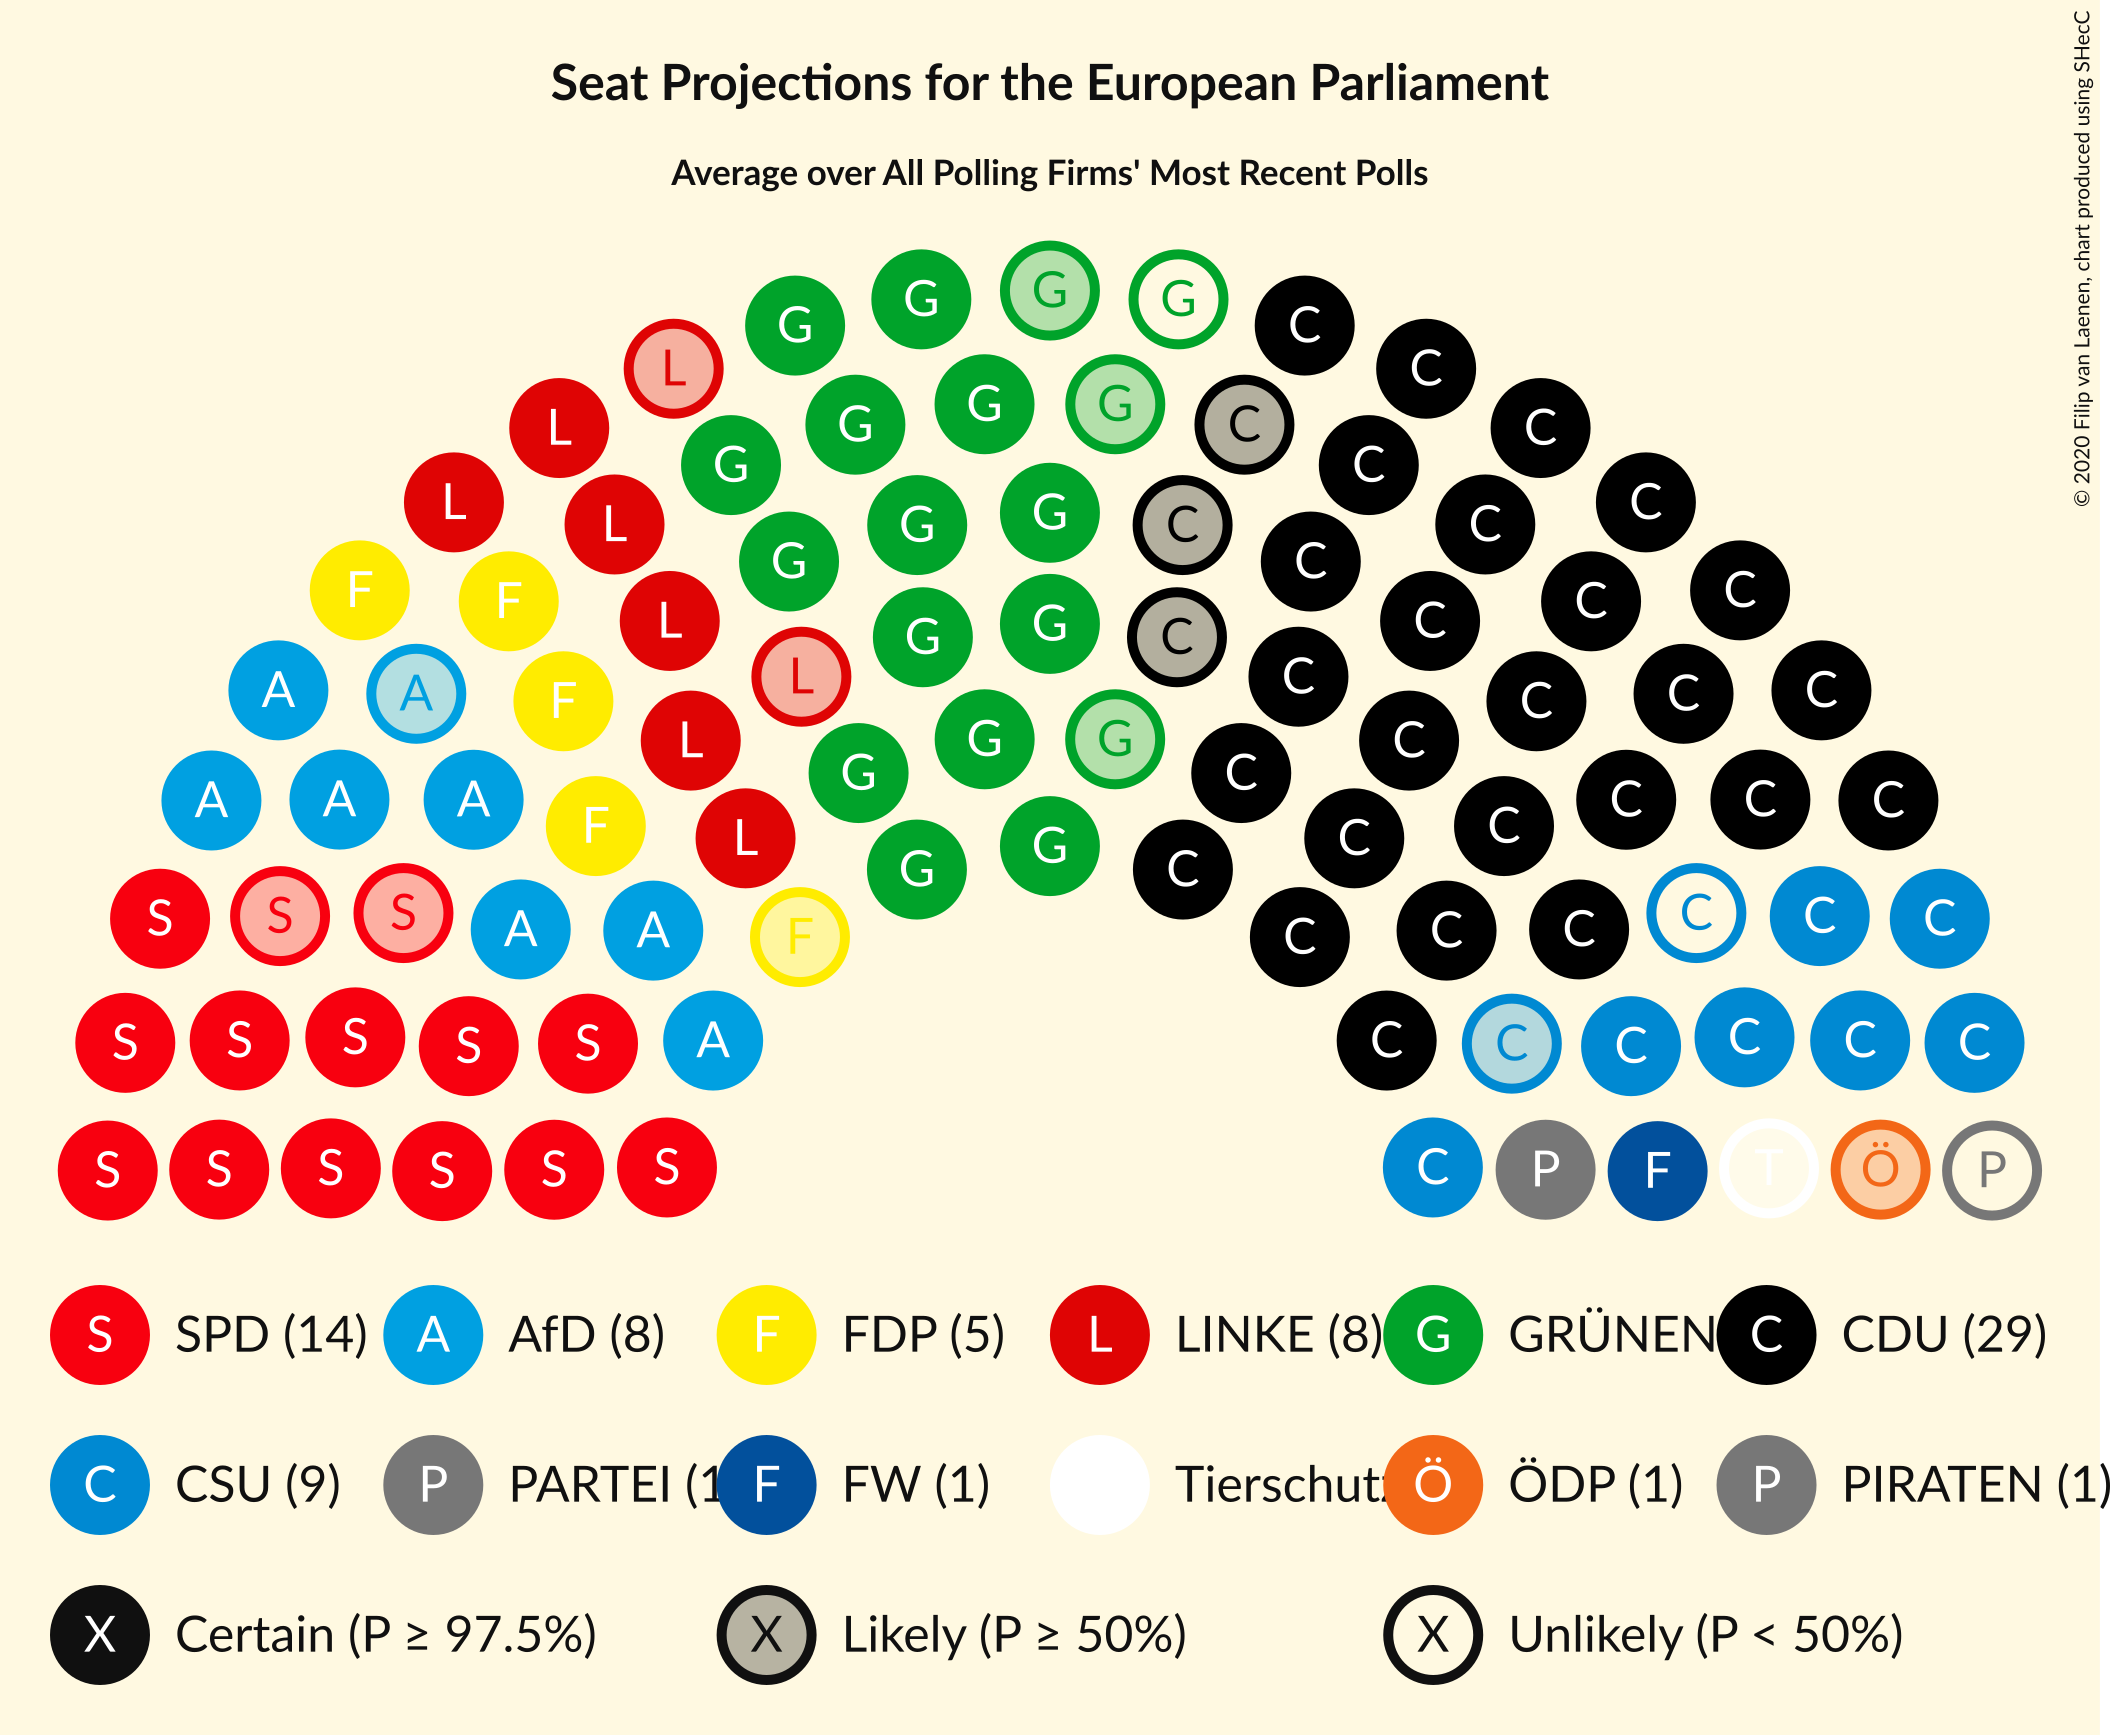 Seat Projections for the European Parliament
Average over All Polling Firms' Most Recent Polls
© 2020 Filip van Laenen, chart produced using SHecC
G G G G C
L G C
L G G G C C
L L G G G C C C
F F L G G G C C C C
A A F L L G G C C C C C C
A A A F L G G G C C C C C C
S S S A A F G G C C C C C C C
S S S S S A C C C C C C
S S S S S S C P F T Ö P
S SPD (14) A AfD (8) F FDP (5) L LINKE (8) G GRÜNEN C CDU (29)
C CSU (9) P PARTEI (1 F FW (1) Tierschutz Ö ÖDP (1) P PIRATEN (1)
X Certain (P ≥ 97.5%) X Likely (P ≥ 50%) X Unlikely (P < 50%)